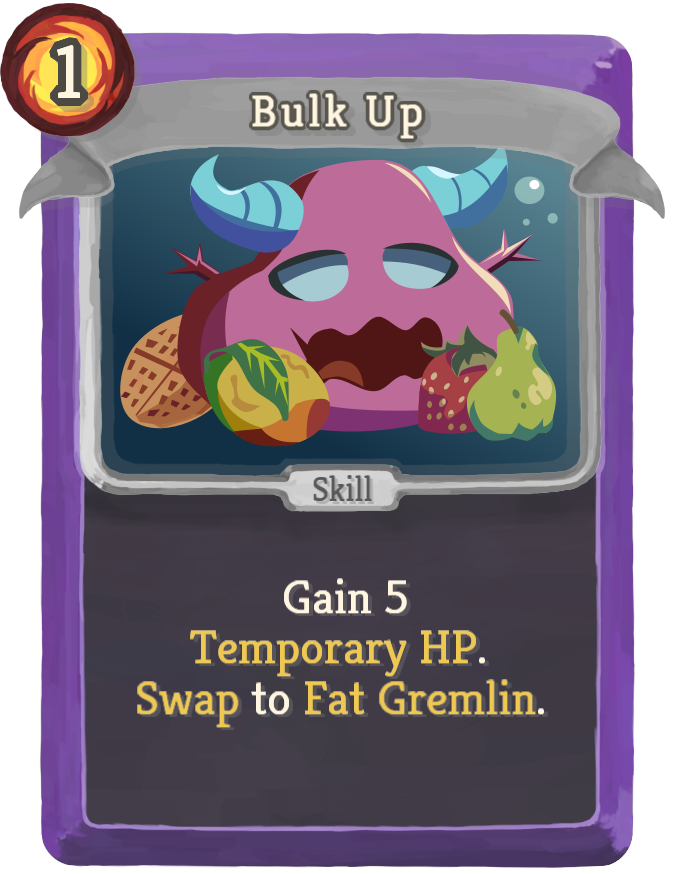 1
Bulk Up
Skill
Gain 5
Temporary HP.
Swap to Fat Gremlin.